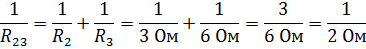 1/R₂₃ = 1/R₂ + 1/R₃ = 1/3 Ом + 1/6 Ом = 3/6 Ом = 1/2 Ом